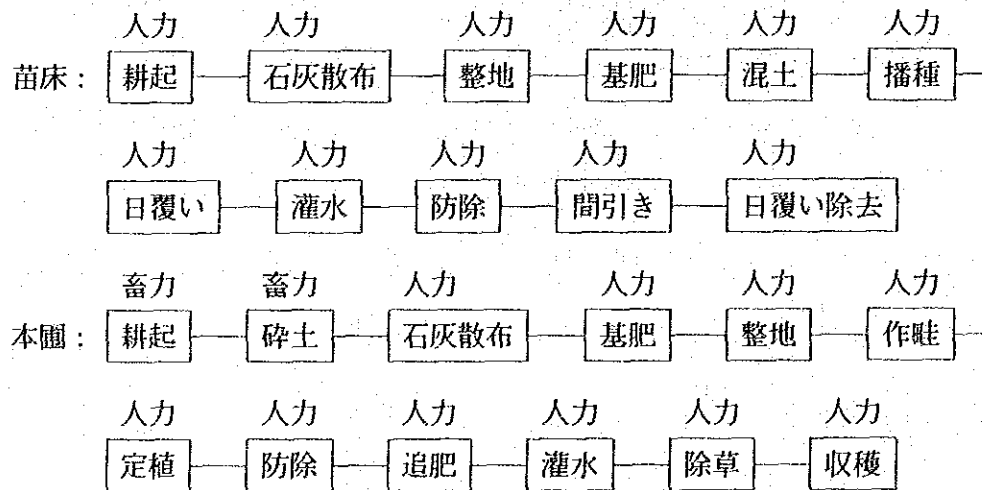 人力 人力 人力 人力 人力 人力
苗床： 耕起 石灰散布 整地 基肥 混土 播種
人力 人力 人力 人力 人力
日覆い 灌水 防除 間引き 日覆い除去
畜力 畜力 人力 人力 人力 人力
本圃： 耕起 砕土 石灰散布 基肥 整地 作畦
人力 人力 人力 人力 人力 人力
定植 防除 追肥 灌水 除草 収穫